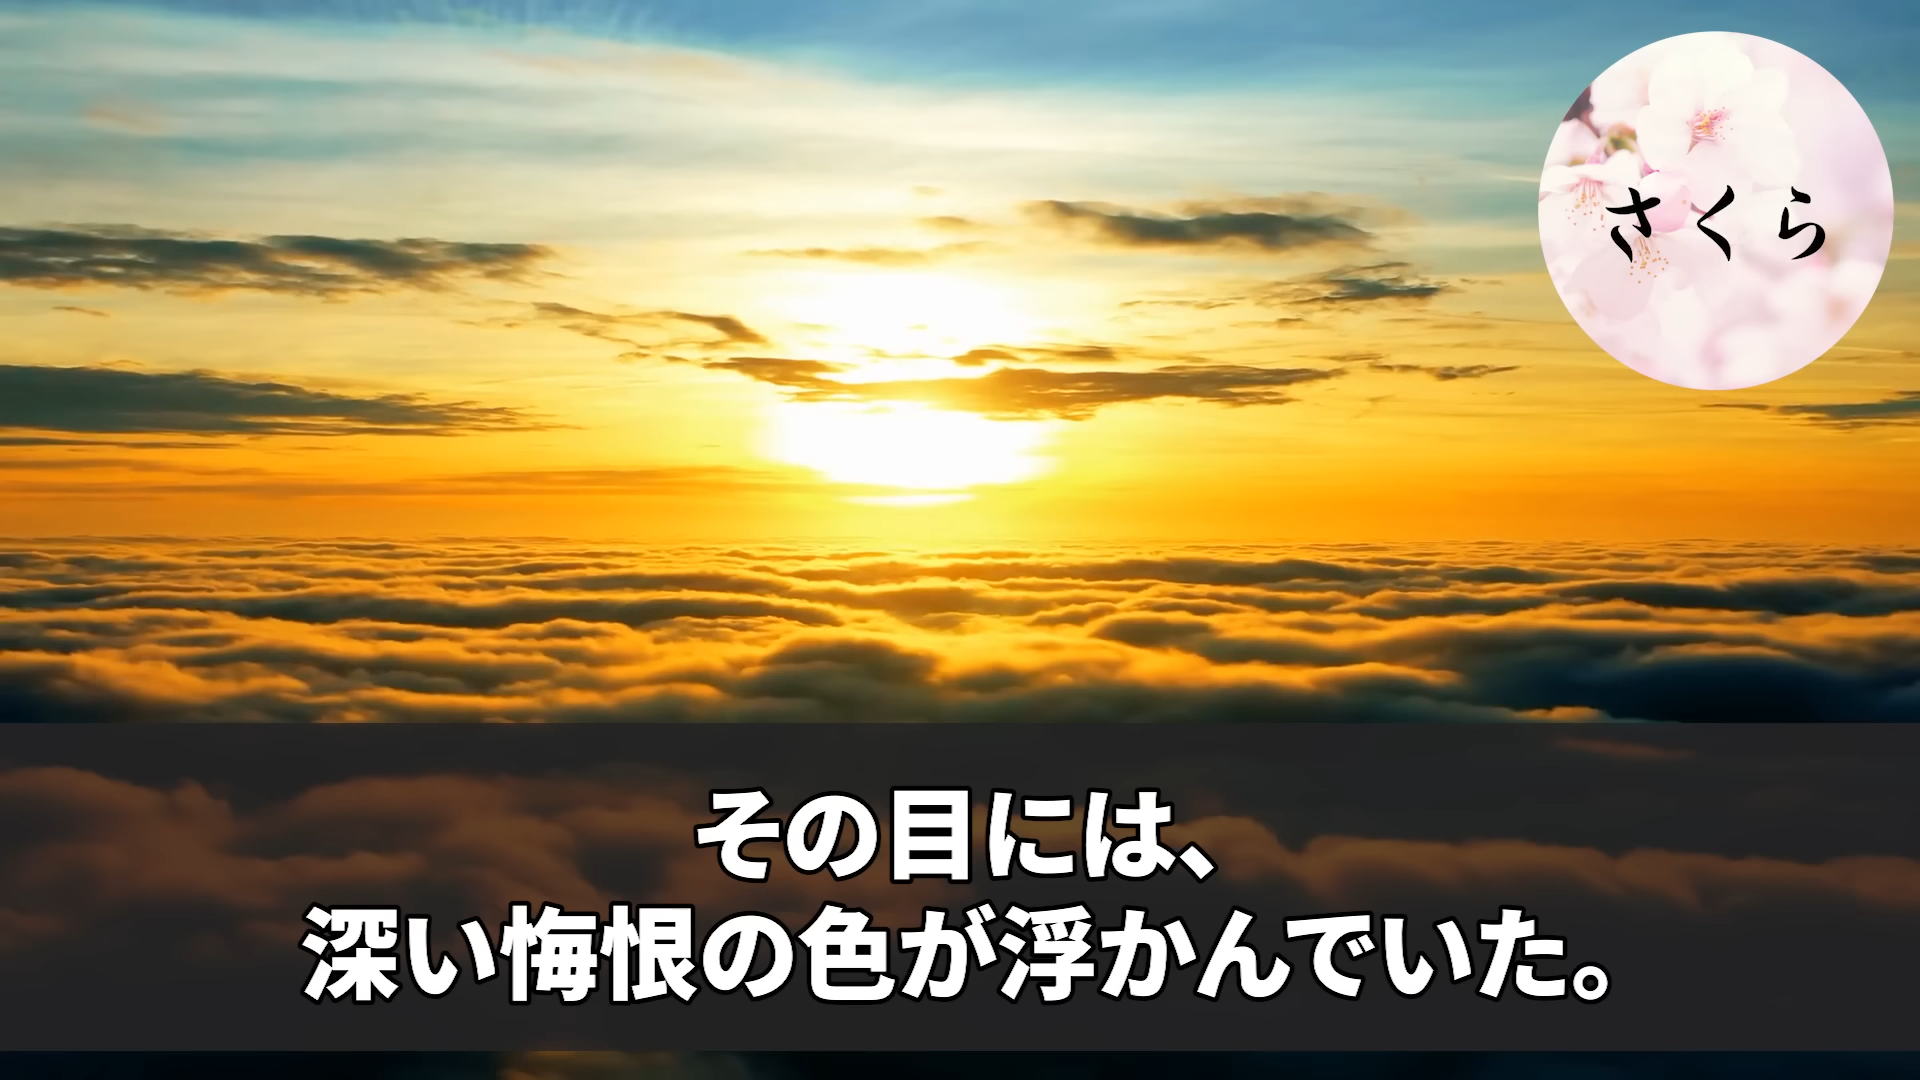 さくら
その目には、
深い悔恨の色が浮かんでいた。